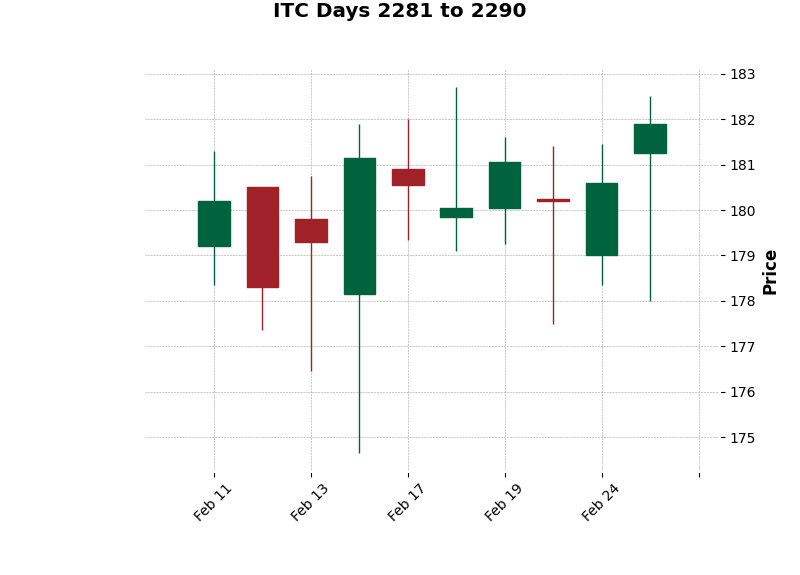 ITC Days 2281 to 2290
183
182
181
180
179
178
177
176
175
Price
Feb 11
Feb 13
Feb 17
Feb 19
Feb 24